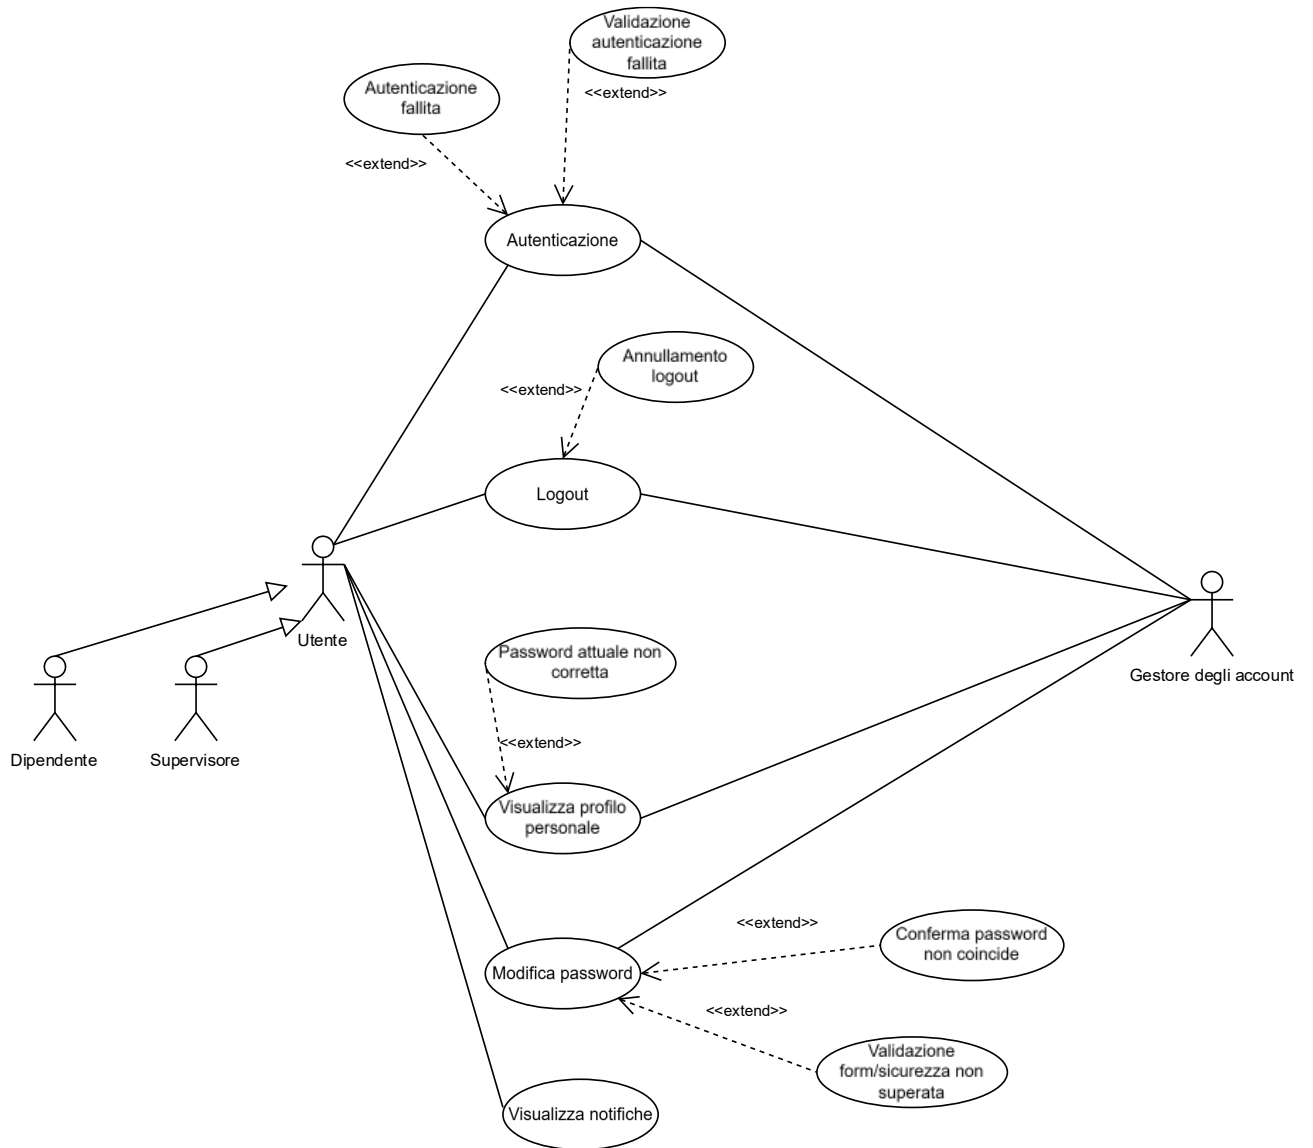 Validazione
autenticazione
fallita
Autenticazione
fallita
<<extend>>
<<extend>>
Autenticazione
Annullamento
logout
<<extend>>
Logout
Utente
Password attuale non
corretta
Gestore degli account
Dipendente
Supervisore
<<extend>>
Visualizza profilo
personale
<<extend>>
Conferma password
non coincide
Modifica password
<<extend>>
Validazione
form/sicurezza non
superata
Visualizza notifiche